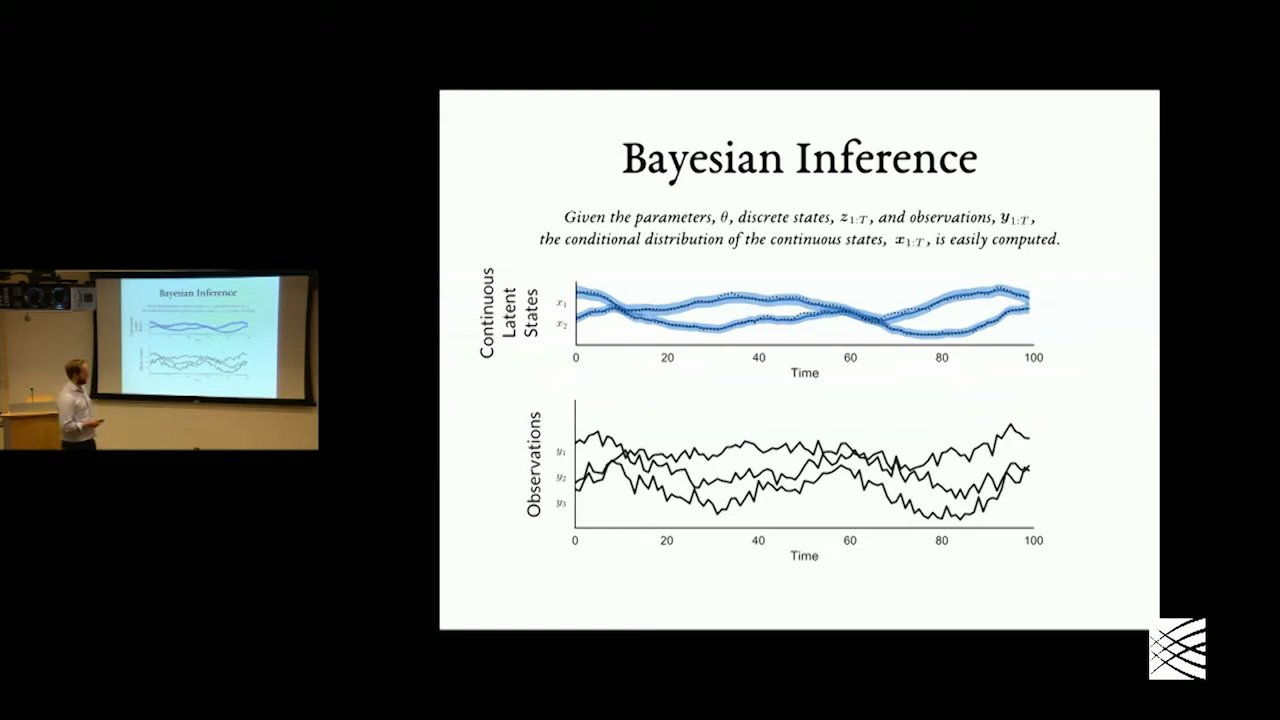 Bayesian Inference
Given the parameters, θ, discrete states, z₁:T, and observations, y₁:T,
the conditional distribution of the continuous states, x₁:T, is easily computed.
Continuous
Latent
States
x₁
x₂
0 20 40 60 80 100
Time
Observations
y₁
y₂
y₃
0 20 40 60 80 100
Time
Bayesian Inference